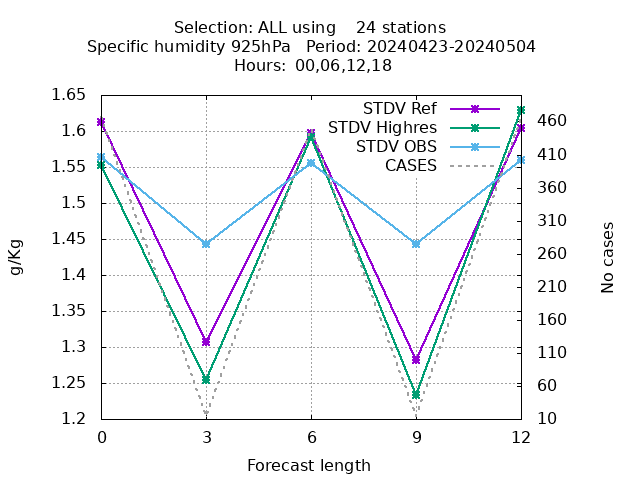 Selection: ALL using    24 stations
Specific humidity 925hPa   Period: 20240423-20240504
Hours: 00,06,12,18
STDV Ref
STDV Highres
STDV OBS
CASES
1.65
1.6
1.55
1.5
1.45
1.4
1.35
1.3
1.25
1.2
460
410
360
310
260
210
160
110
60
10
g/Kg
No cases
0 3 6 9 12
Forecast length